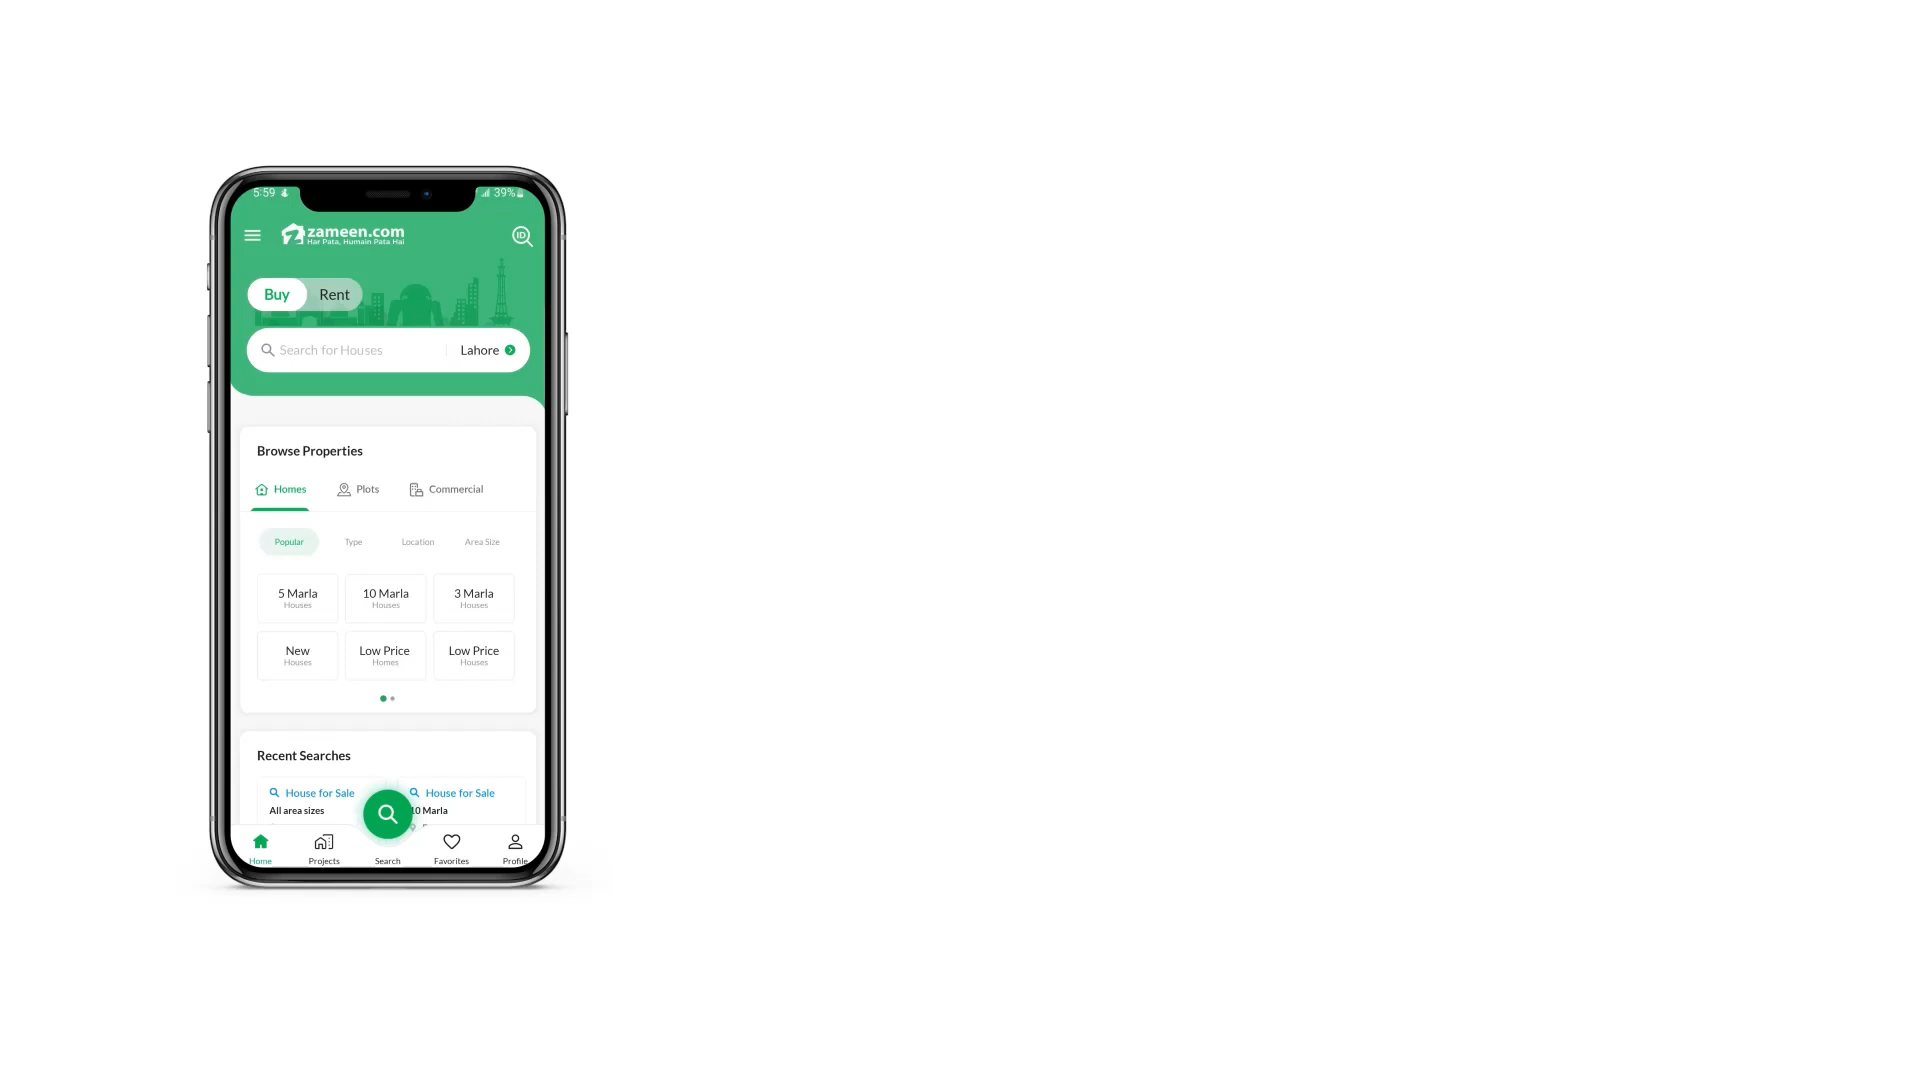 5:59 39%
zameen.com
Har Pata, Humain Pata Hai
ID
Buy Rent
Search for Houses Lahore
Browse Properties
Homes Plots Commercial
Popular Type Location Area Size
5 Marla 10 Marla 3 Marla
Houses Houses Houses
New Low Price Low Price
Houses Homes Houses
Recent Searches
House for Sale House for Sale
All area sizes 10 Marla
Home Projects Search Favorites Profile